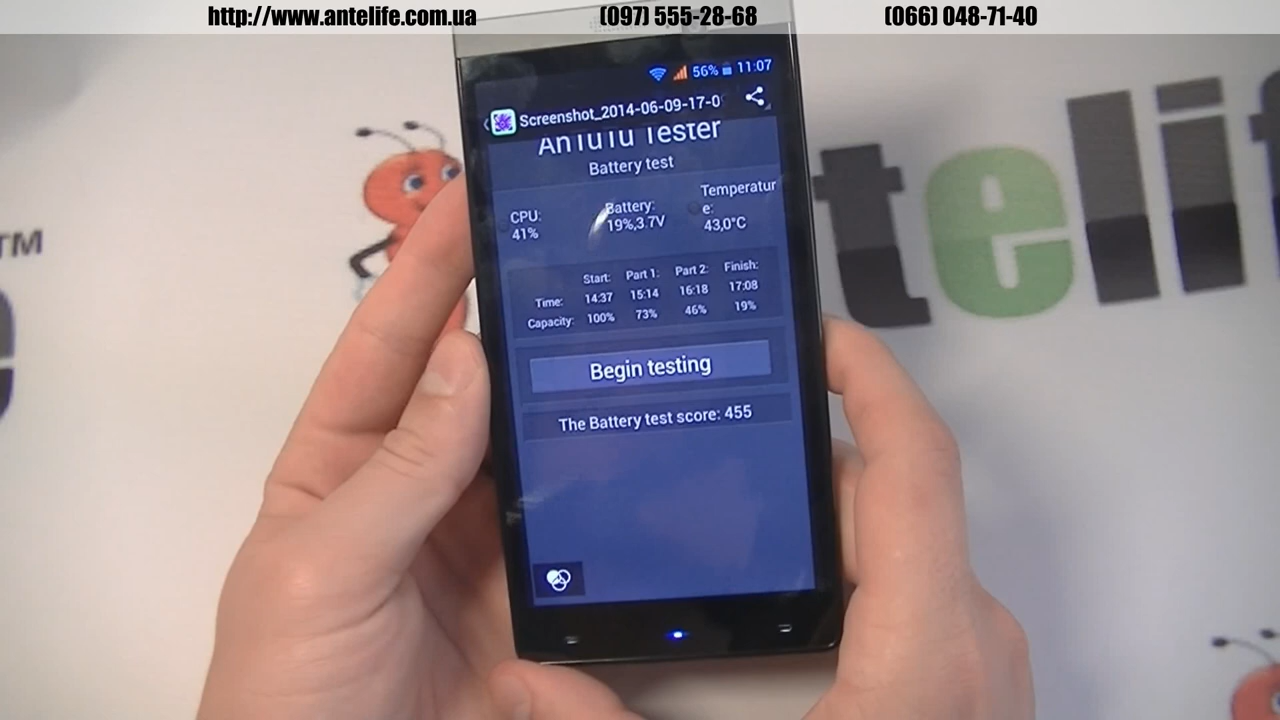 http://www.antelife.com.ua (097) 555-28-68 (066) 048-71-40
56% 11:07
Screenshot_2014-06-09-17-0
AnTuTu Tester
Battery test
CPU: 41%
Battery: 19%,3.7V
Temperatur
e:
43,0°C
Start: Part 1: Part 2: Finish:
Time: 14:37 15:14 16:18 17:08
Capacity: 100% 73% 46% 19%
Begin testing
The Battery test score: 455
TM
e
telif